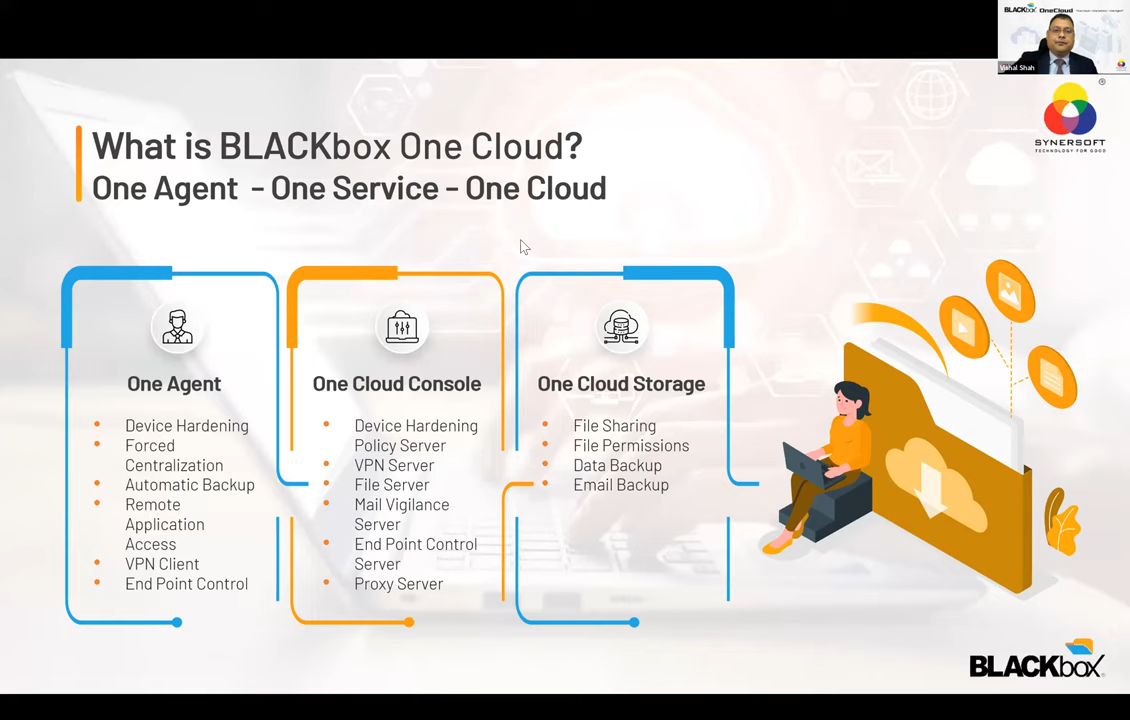 BLACKbox OneCloud
Vishal Shah
SYNERSOFT
TECHNOLOGY FOR GOOD
What is BLACKbox One Cloud?
One Agent - One Service - One Cloud
One Agent
• Device Hardening
• Forced
Centralization
• Automatic Backup
• Remote
Application
Access
• VPN Client
• End Point Control
One Cloud Console
• Device Hardening
Policy Server
• VPN Server
• File Server
• Mail Vigilance
Server
• End Point Control
Server
• Proxy Server
One Cloud Storage
• File Sharing
• File Permissions
• Data Backup
• Email Backup
BLACKbox